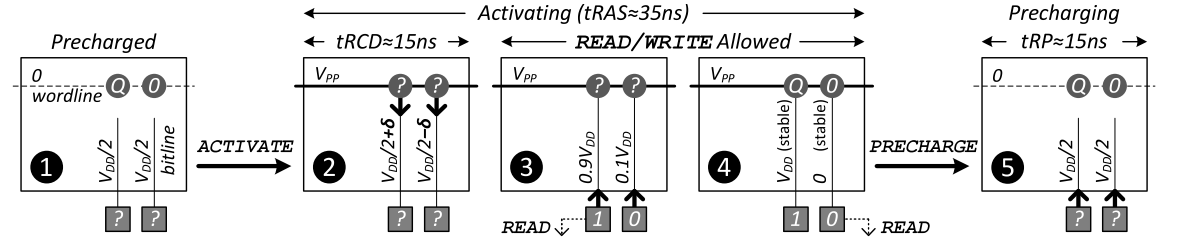 Activating (tRAS≈35ns)
Precharging
Precharged
tRCD≈15ns
READ/WRITE Allowed
tRP≈15ns
0
wordline
Q 0
VDD/2
VDD/2
bitline
1
? ?
ACTIVATE
VPP
? ?
VDD/2+δ
VDD/2−δ
2
? ?
VPP
? ?
0.9VDD
0.1VDD
3
1 0
READ
VPP
Q 0
VDD (stable)
0 (stable)
4
1 0
READ
PRECHARGE
0
Q 0
VDD/2
VDD/2
5
? ?